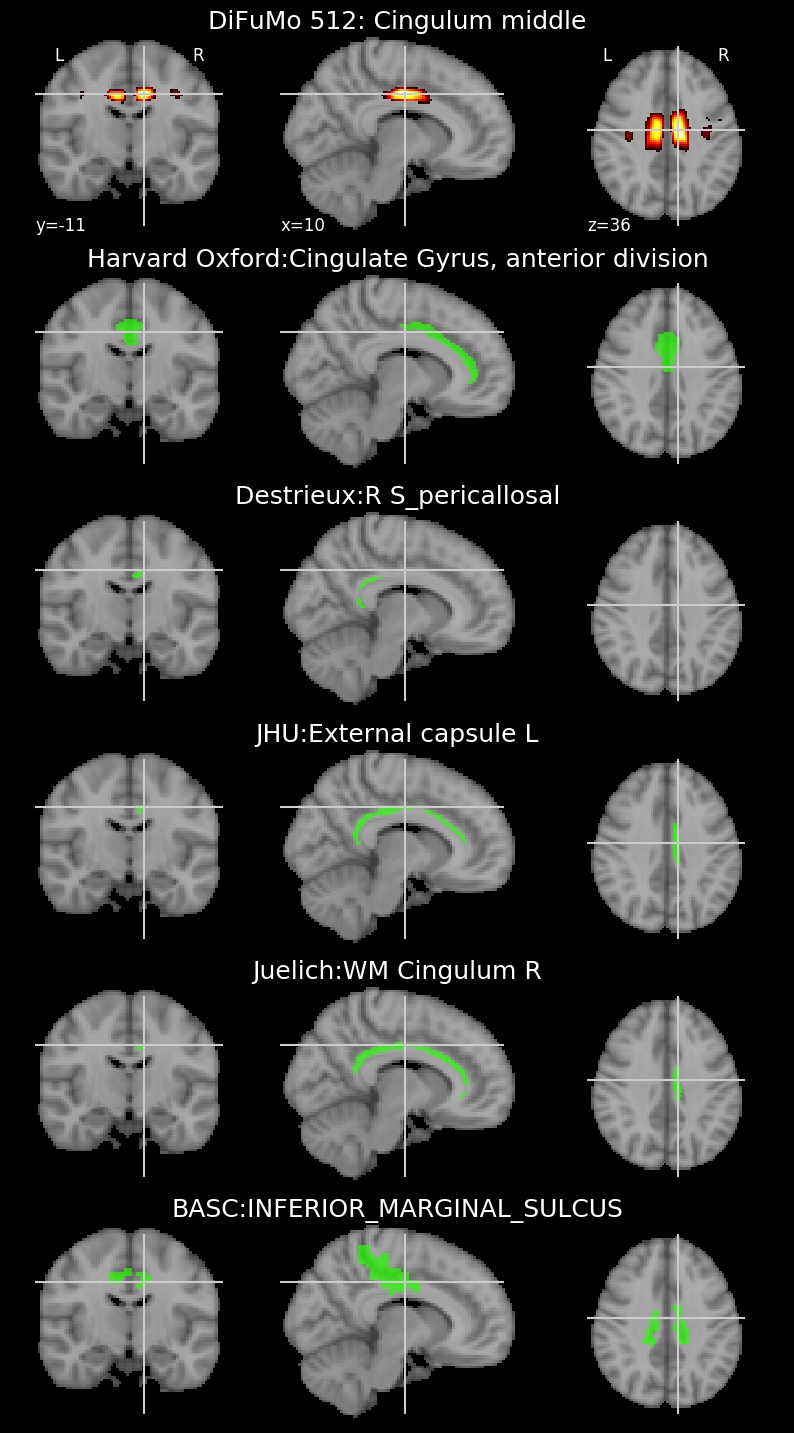 DiFuMo 512: Cingulum middle
L R L R
y=-11 x=10 z=36
Harvard Oxford:Cingulate Gyrus, anterior division
Destrieux:R S_pericallosal
JHU:External capsule L
Juelich:WM Cingulum R
BASC:INFERIOR_MARGINAL_SULCUS